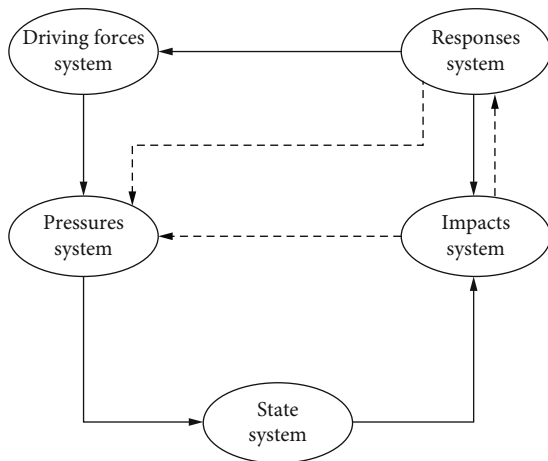 Driving forces
system
Responses
system
Pressures
system
Impacts
system
State
system